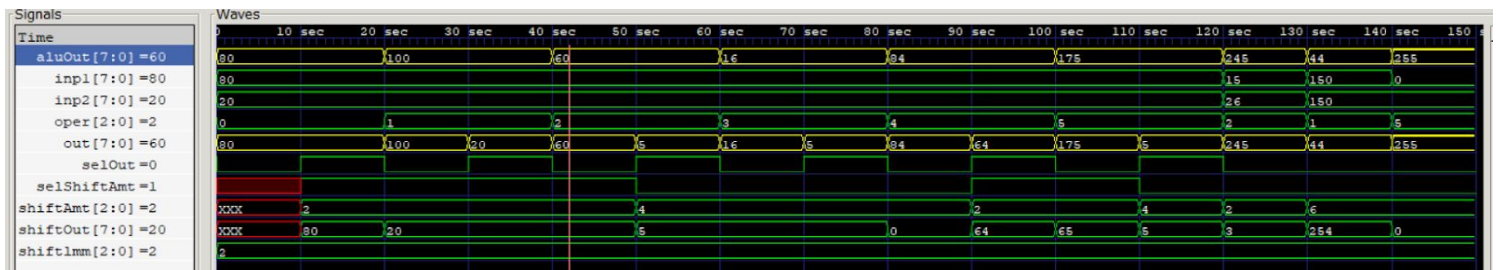 Signals Waves
Time 0 10 sec 20 sec 30 sec 40 sec 50 sec 60 sec 70 sec 80 sec 90 sec 100 sec 110 sec 120 sec 130 sec 140 sec 150 s
aluOut[7:0] =60 80 100 60 16 84 175 245 44 255
inp1[7:0] =80 80 15 150 0
inp2[7:0] =20 20 26 150
oper[2:0] =2 0 1 2 3 4 5 2 1 5
out[7:0] =60 80 100 20 60 5 16 5 84 64 175 5 245 44 255
selOut =0
selShiftAmt =1
shiftAmt[2:0] =2 XXX 2 4 2 4 2 6
shiftOut[7:0] =20 XXX 80 20 5 0 64 65 5 3 254 0
shiftlmm[2:0] =2 2